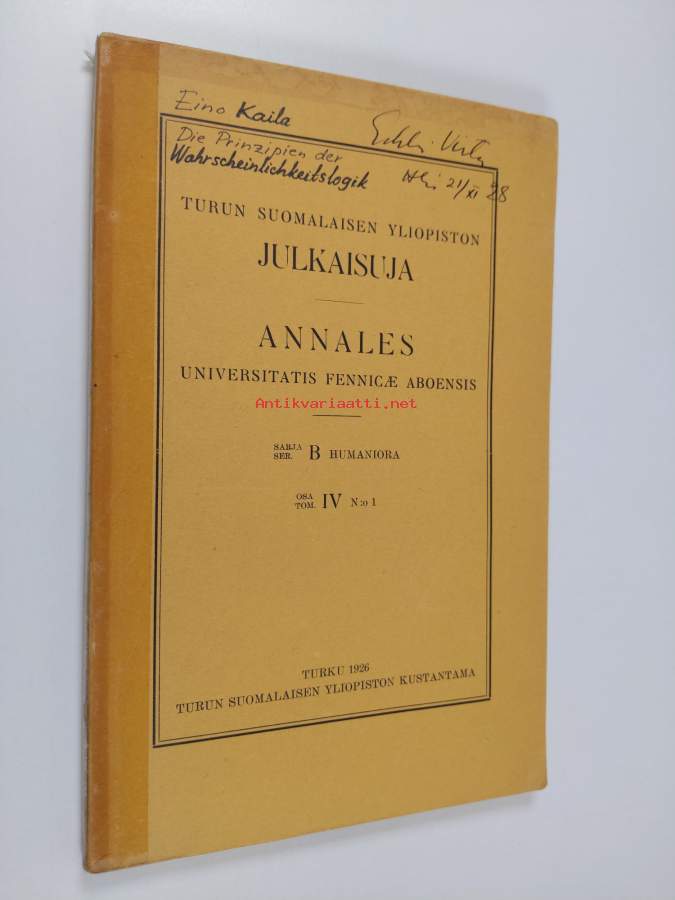 Eino Kaila
Die Prinzipien der
Wahrscheinlichkeitslogik
21/XI 28
TURUN SUOMALAISEN YLIOPISTON
JULKAISUJA
ANNALES
UNIVERSITATIS FENNICÆ ABOENSIS
Antikvariaatti.net
SARJA
SER. B HUMANIORA
OSA
TOM. IV N:o 1
TURKU 1926
TURUN SUOMALAISEN YLIOPISTON KUSTANTAMA